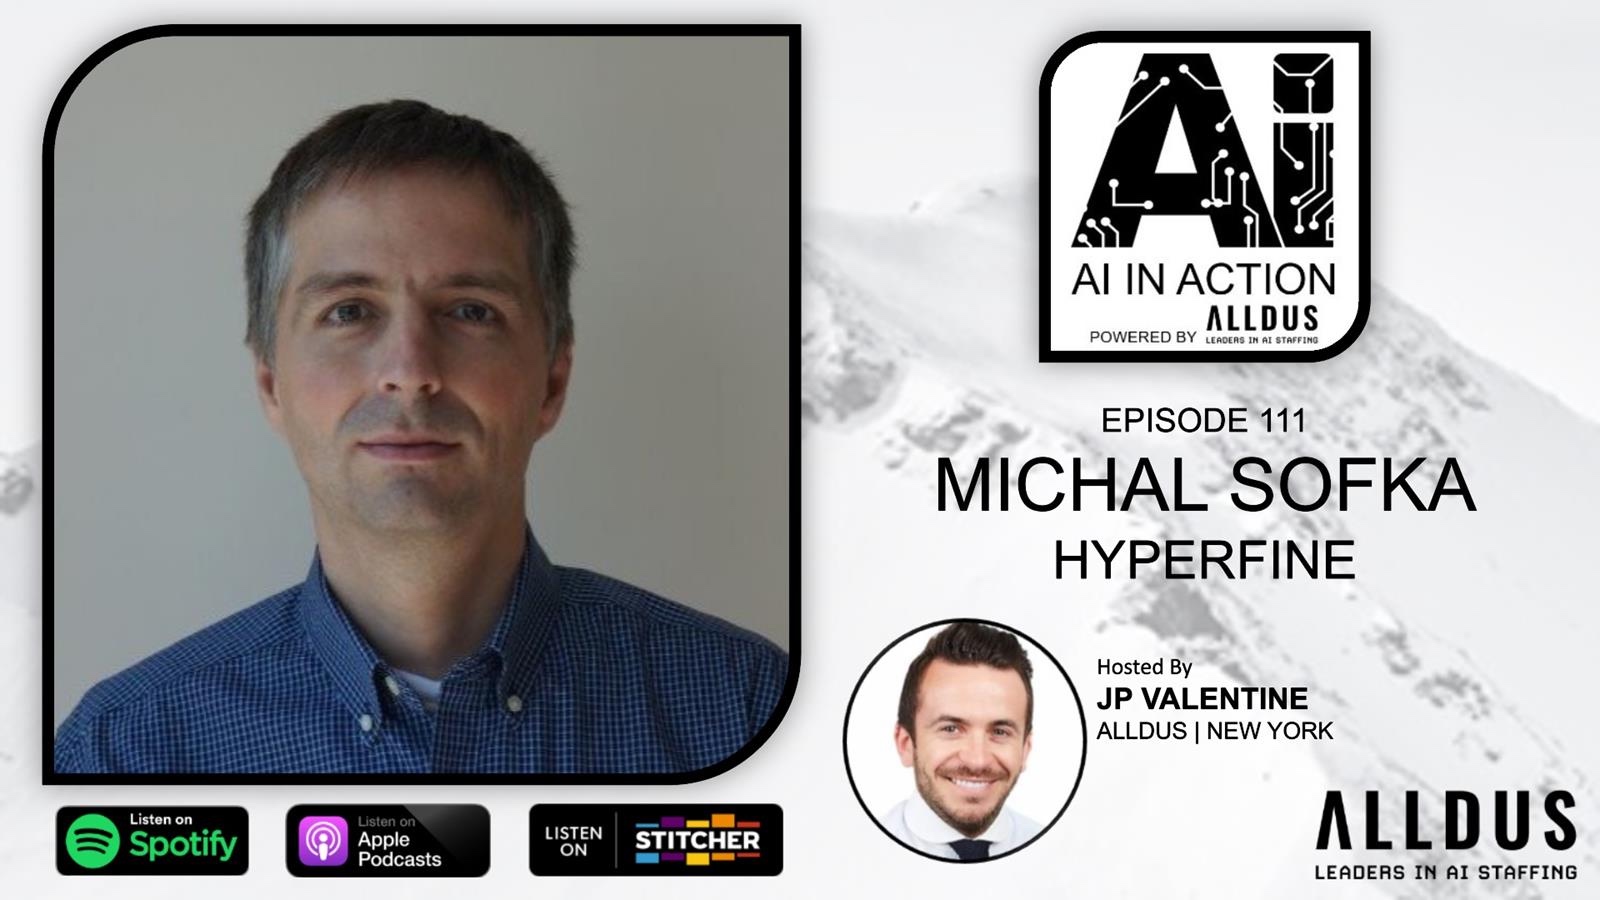 Ai
AI IN ACTION
POWERED BY ALLDUS
LEADERS IN AI STAFFING
EPISODE 111
MICHAL SOFKA
HYPERFINE
Hosted By
JP VALENTINE
ALLDUS | NEW YORK
Listen on
Spotify
Listen on
Apple
Podcasts
LISTEN
ON
STITCHER
ALLDUS
LEADERS IN AI STAFFING